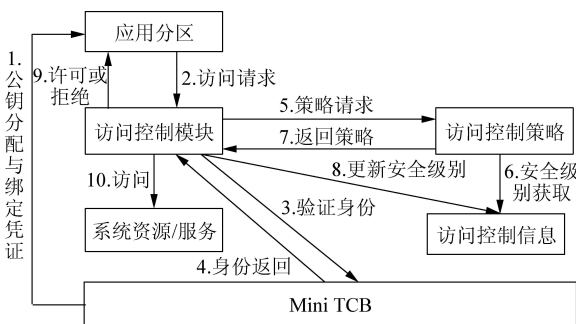 应用分区
1.公钥分配与绑定凭证
9.许可或
拒绝
2.访问请求
5.策略请求
访问控制模块
7.返回策略
访问控制策略
8.更新安全级别
6.安全级
别获取
10.访问
3.验证身份
系统资源/服务
访问控制信息
4.身份返回
Mini TCB